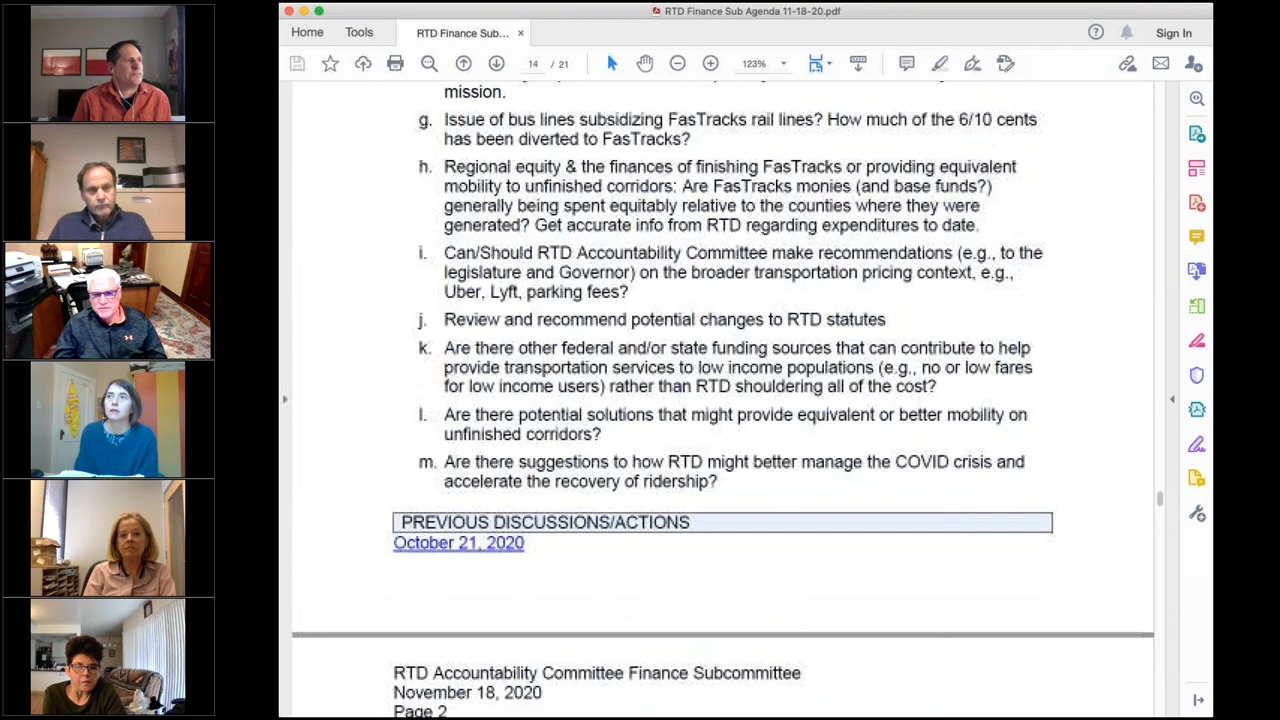 RTD Finance Sub Agenda 11-18-20.pdf
Home Tools RTD Finance Sub... × Sign In
14 / 21 123%
mission.
g. Issue of bus lines subsidizing FasTracks rail lines? How much of the 6/10 cents
has been diverted to FasTracks?
h. Regional equity & the finances of finishing FasTracks or providing equivalent
mobility to unfinished corridors; Are FasTracks monies (and base funds?)
generally being spent equitably relative to the counties where they were
generated? Get accurate info from RTD regarding expenditures to date.
i. Can/Should RTD Accountability Committee make recommendations (e.g., to the
legislature and Governor) on the broader transportation pricing context, e.g.,
Uber, Lyft, parking fees?
j. Review and recommend potential changes to RTD statutes
k. Are there other federal and/or state funding sources that can contribute to help
provide transportation services to low income populations (e.g., no or low fares
for low income users) rather than RTD shouldering all of the cost?
l. Are there potential solutions that might provide equivalent or better mobility on
unfinished corridors?
m. Are there suggestions to how RTD might better manage the COVID crisis and
accelerate the recovery of ridership?
PREVIOUS DISCUSSIONS/ACTIONS
October 21, 2020
RTD Accountability Committee Finance Subcommittee
November 18, 2020
Page 2